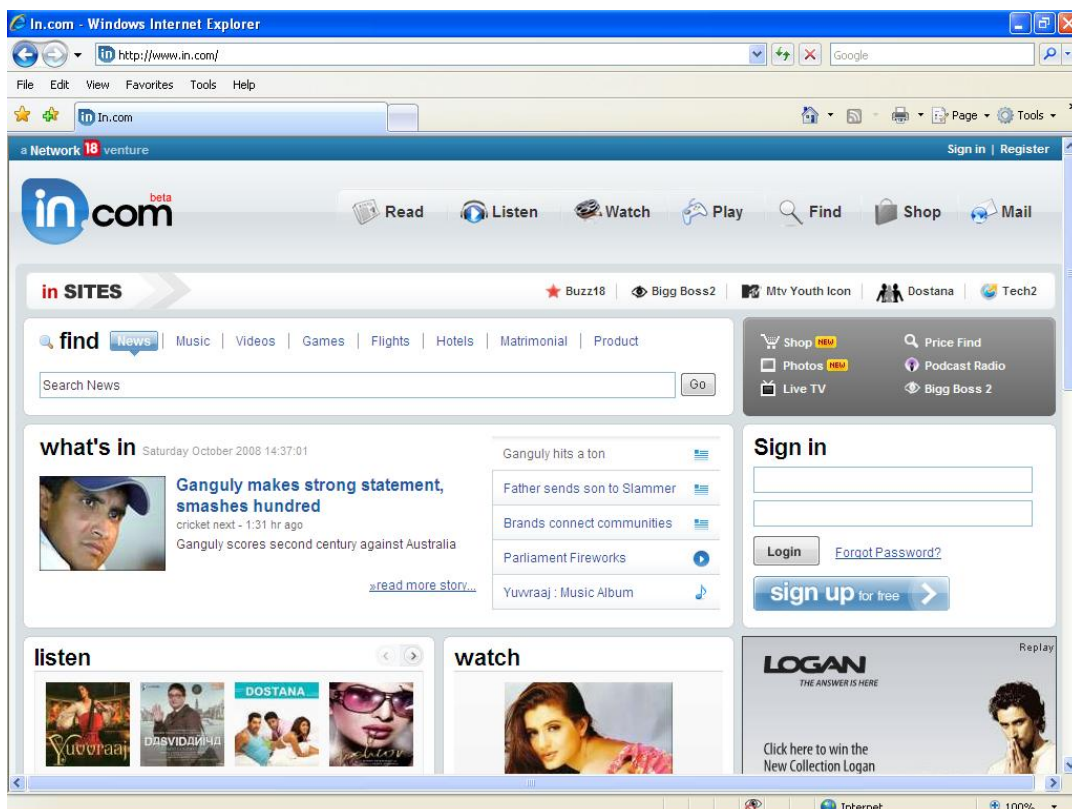 In.com - Windows Internet Explorer
http://www.in.com/
Google
File Edit View Favorites Tools Help
In.com
Page Tools
a Network 18 venture
Sign in | Register
in.com beta
Read Listen Watch Play Find Shop Mail
in SITES
Buzz18 | Bigg Boss2 | Mtv Youth Icon | Dostana | Tech2
find News | Music | Videos | Games | Flights | Hotels | Matrimonial | Product
Search News
Go
Shop NEW
Photos NEW
Live TV
Price Find
Podcast Radio
Bigg Boss 2
what's in Saturday October 2008 14:37:01
Ganguly makes strong statement,
smashes hundred
cricket next - 1:31 hr ago
Ganguly scores second century against Australia
»read more story...
Ganguly hits a ton
Father sends son to Slammer
Brands connect communities
Parliament Fireworks
Yuvvraaj : Music Album
Sign in
Login
Forgot Password?
sign up for free
listen
Yuvvraaj
DASVIDANIYA
DOSTANA
watch
Replay
LOGAN
THE ANSWER IS HERE
Click here to win the
New Collection Logan
Internet
100%